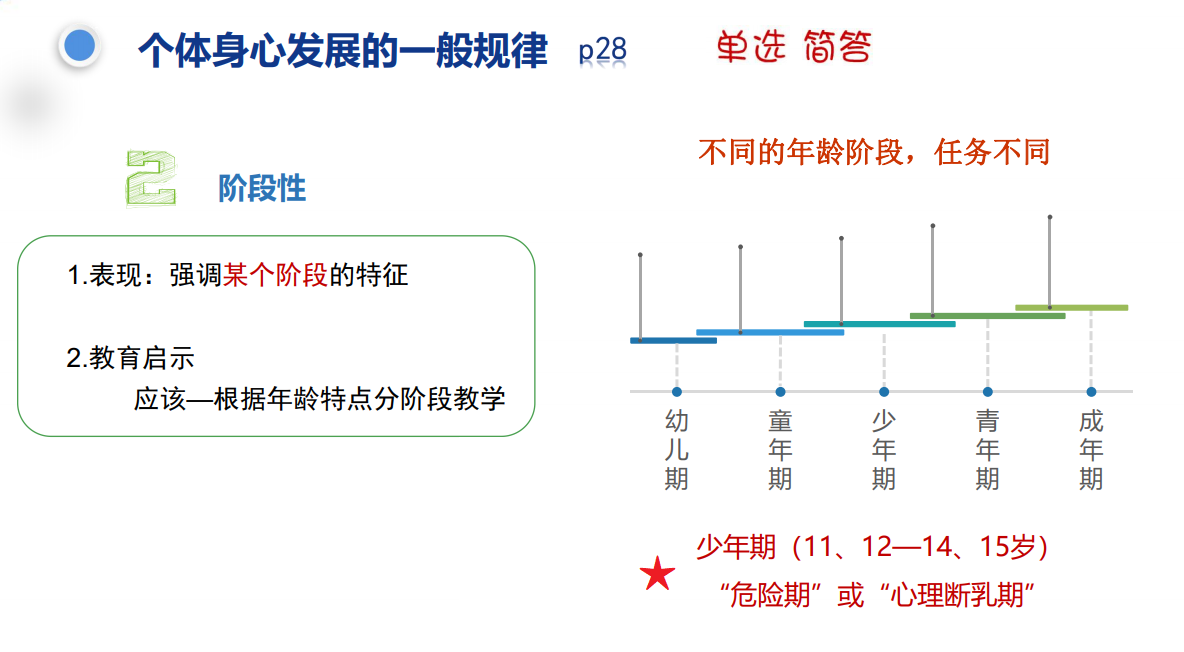 个体身心发展的一般规律 p28 单选 简答
2 阶段性
1.表现：强调某个阶段的特征
2.教育启示
应该—根据年龄特点分阶段教学
不同的年龄阶段，任务不同
幼儿期
童年期
少年期
青年期
成年期
少年期（11、12—14、15岁）
“危险期”或“心理断乳期”